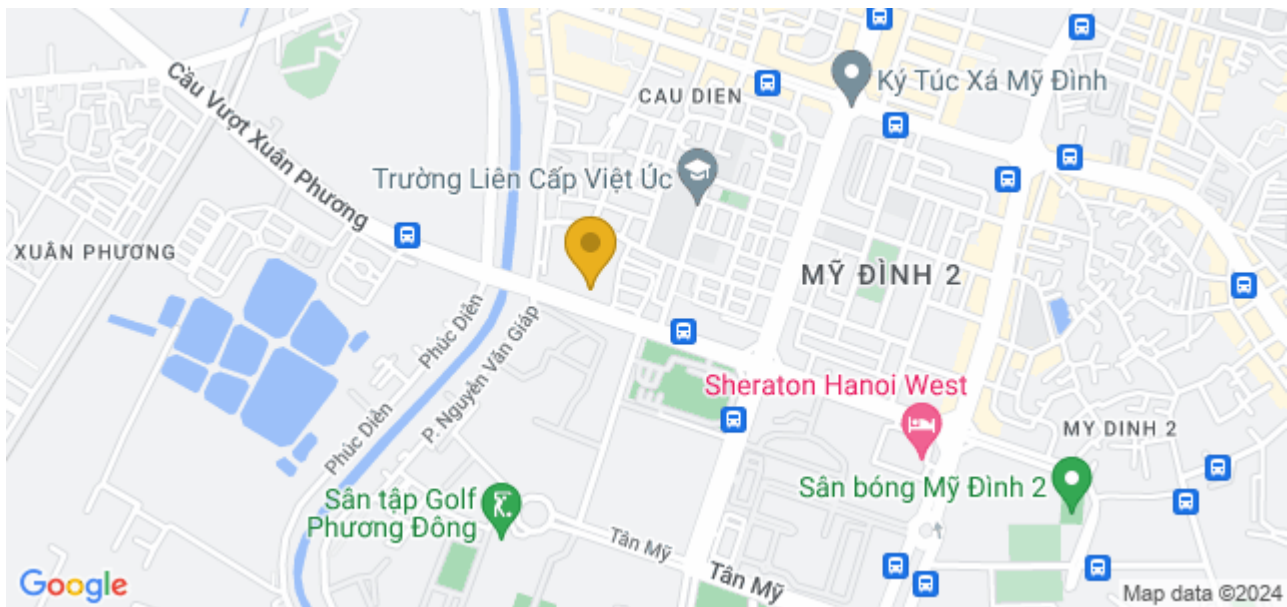 Cầu Vượt Xuân Phương
CAU DIEN
Ký Túc Xá Mỹ Đình
Trường Liên Cấp Việt Úc
XUÂN PHƯƠNG
MỸ ĐÌNH 2
Phúc Diễn
P. Nguyễn Văn Giáp
Sheraton Hanoi West
Phúc Diễn
MY DINH 2
Sân tập Golf
Phương Đông
Sân bóng Mỹ Đình 2
Tân Mỹ
Tân Mỹ
Google
Map data ©2024